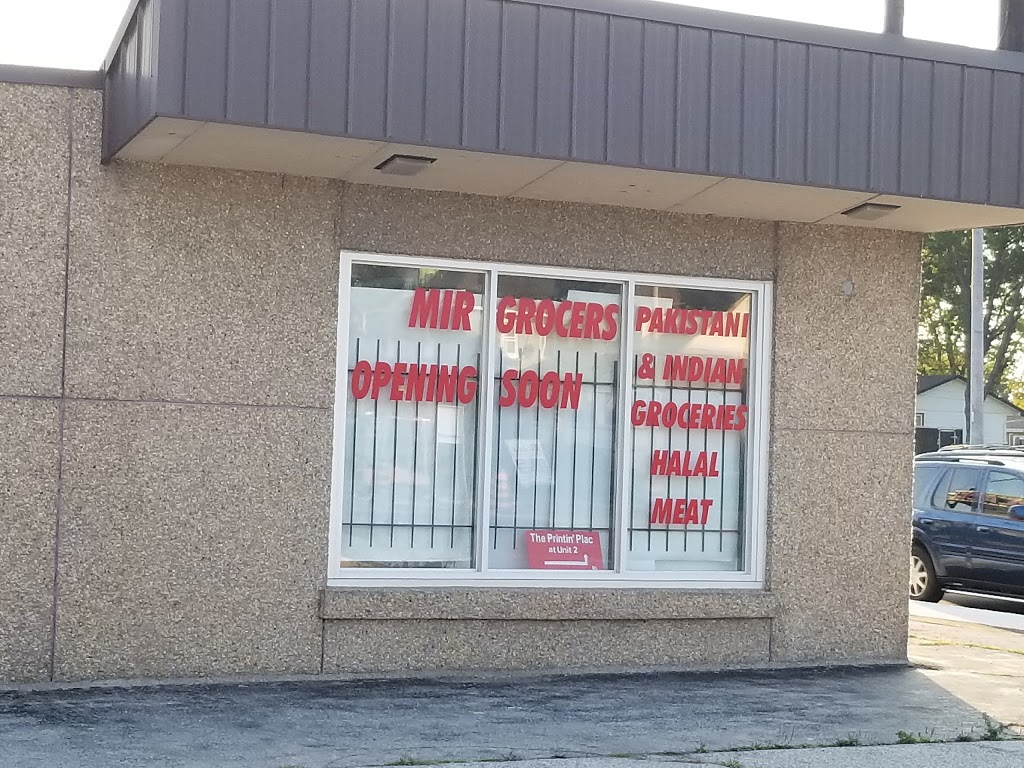 MIR GROCERS
OPENING SOON
PAKISTANI
& INDIAN
GROCERIES
HALAL
MEAT
The Printin' Plac
at Unit 2